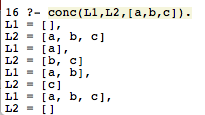 16 ?- conc(L1,L2,[a,b,c]).
L1 = [],
L2 = [a, b, c]
L1 = [a],
L2 = [b, c]
L1 = [a, b],
L2 = [c]
L1 = [a, b, c],
L2 = []